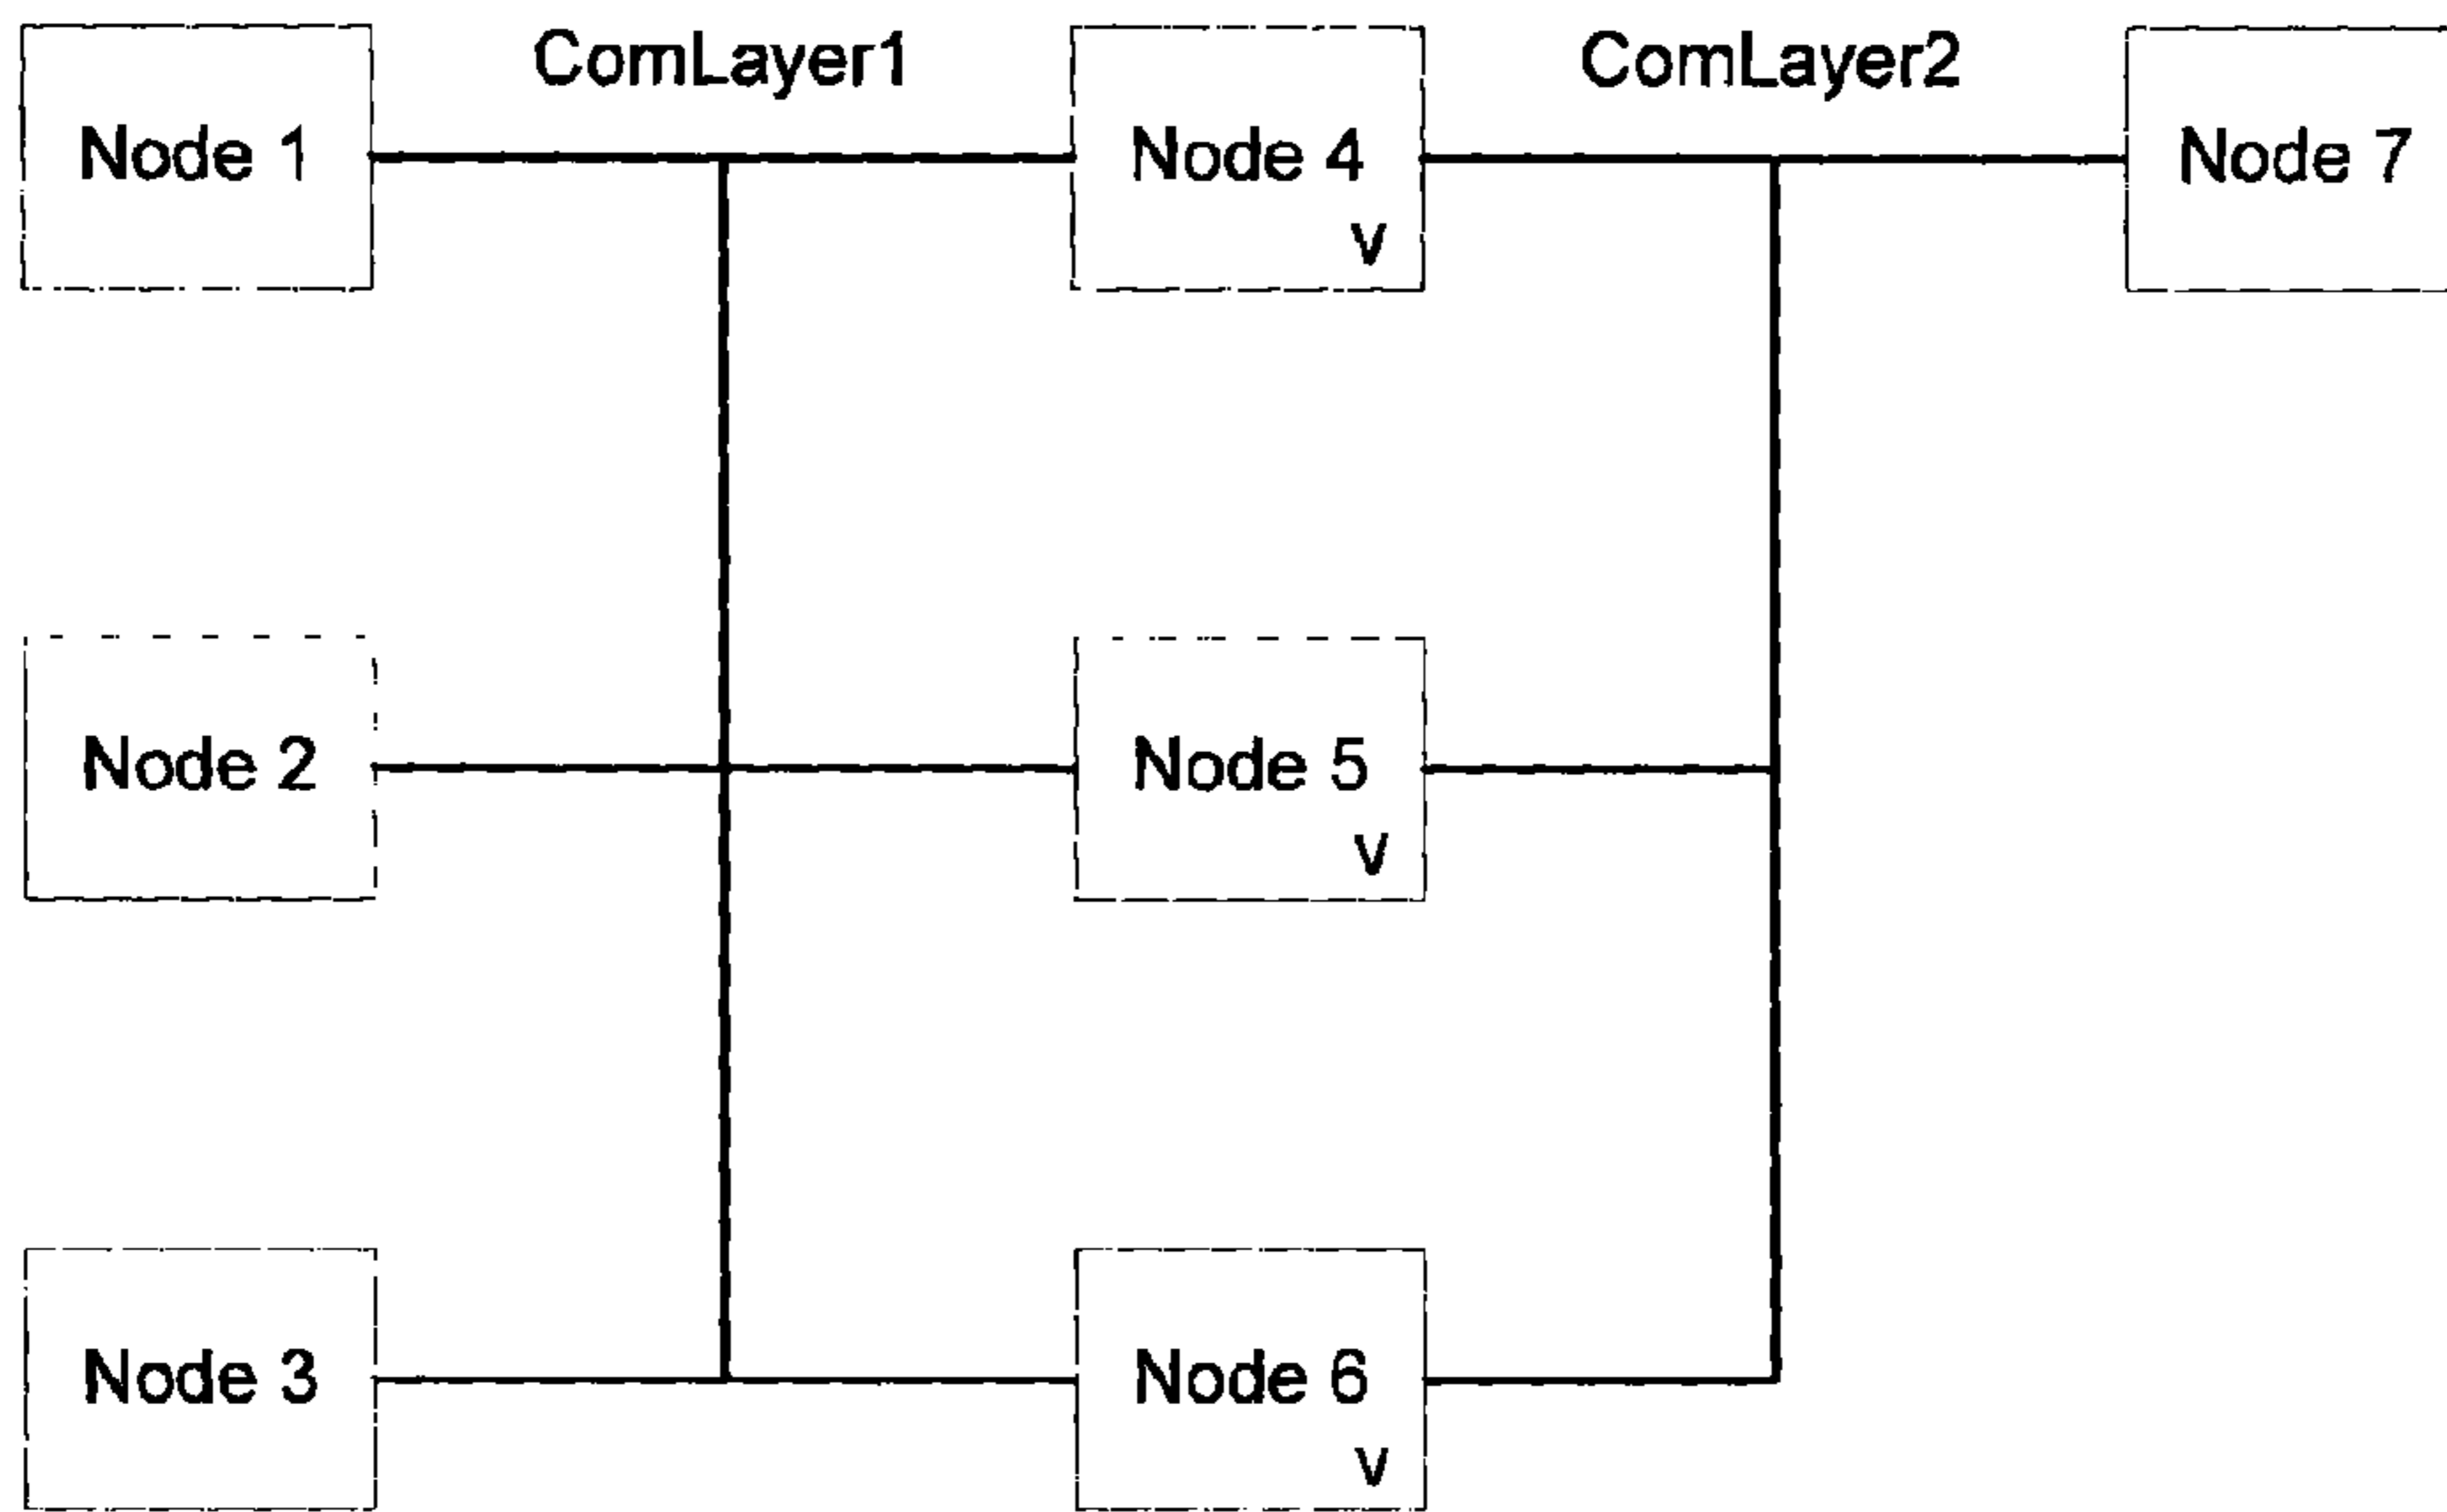 ComLayer1
ComLayer2
Node 1
Node 4
v
Node 7
Node 2
Node 5
v
Node 3
Node 6
v